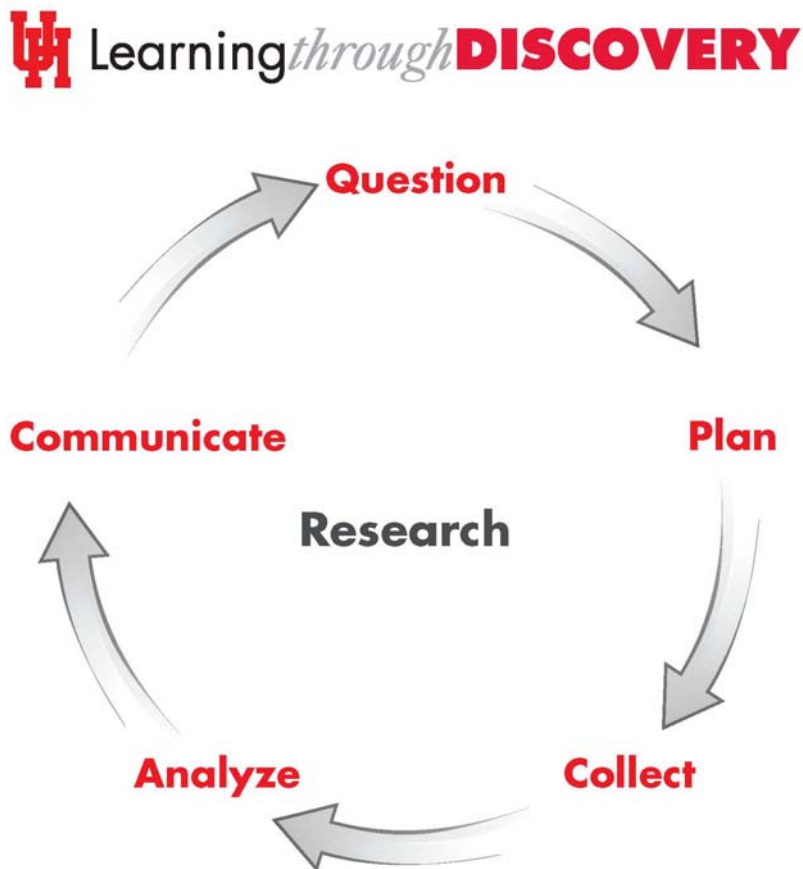 UH Learning through DISCOVERY
Question
Communicate
Plan
Research
Analyze
Collect